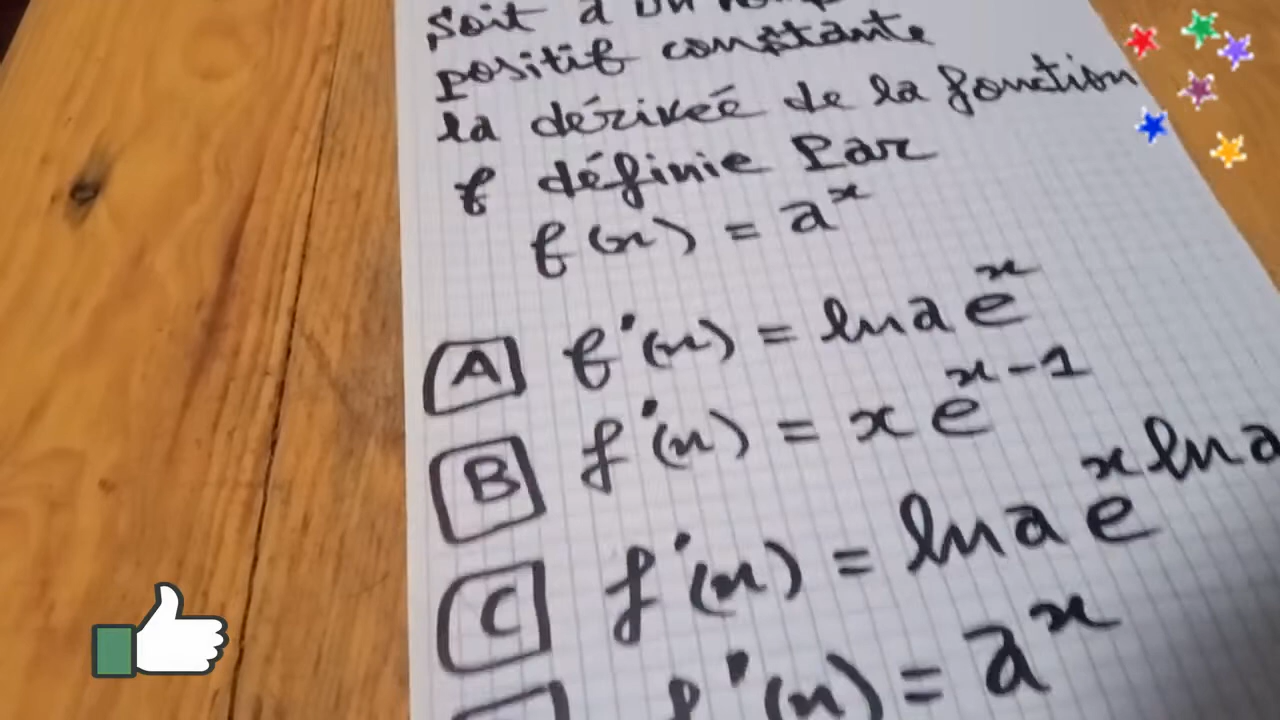 soit a un
positif constante
la dérivée de la fonction
f définie par
f(x) = a^x
A f'(x) = ln a e^x
B f'(x) = x e^{x-1}
C f'(x) = ln a e^{x ln a}
f'(x) = a^x